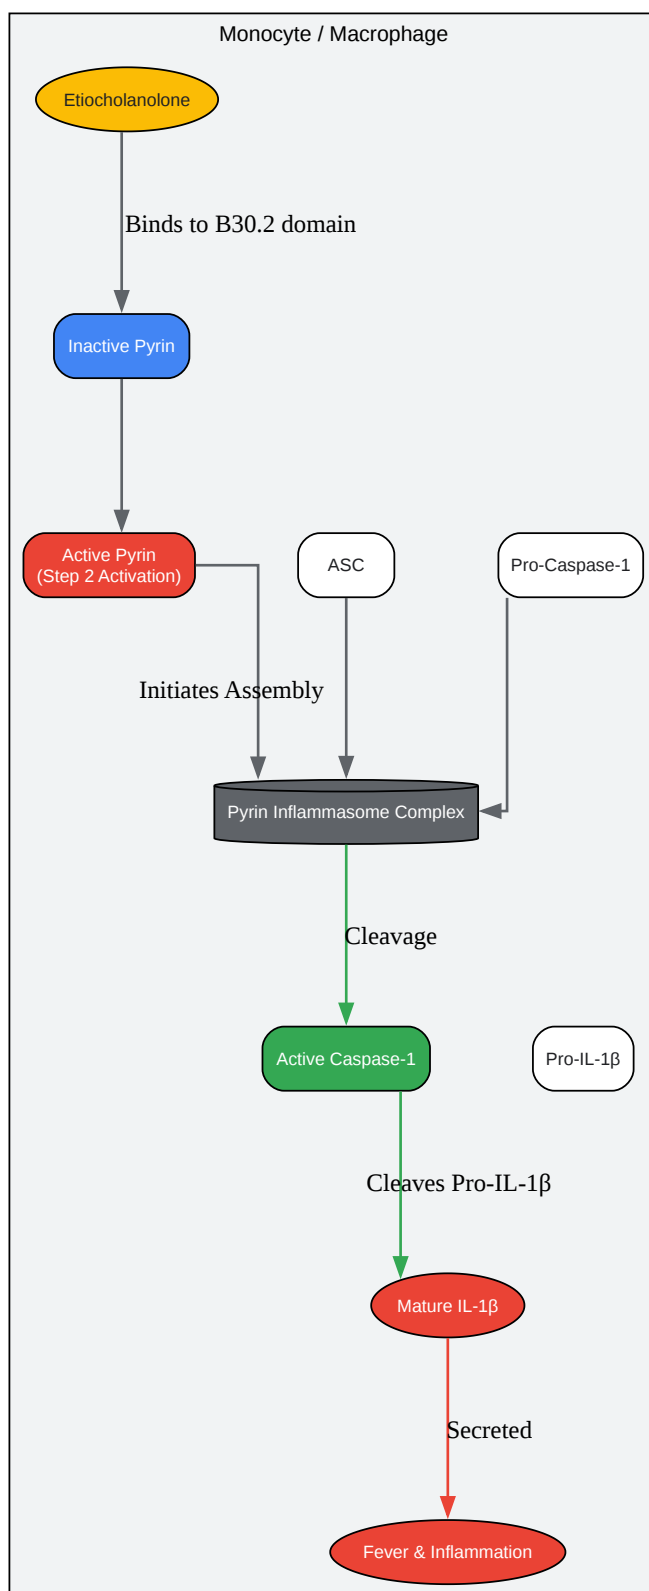 Monocyte / Macrophage
Etiocholanolone
Binds to B30.2 domain
Inactive Pyrin
Active Pyrin
(Step 2 Activation)
ASC
Pro-Caspase-1
Initiates Assembly
Pyrin Inflammasome Complex
Cleavage
Active Caspase-1
Pro-IL-1β
Cleaves Pro-IL-1β
Mature IL-1β
Secreted
Fever & Inflammation